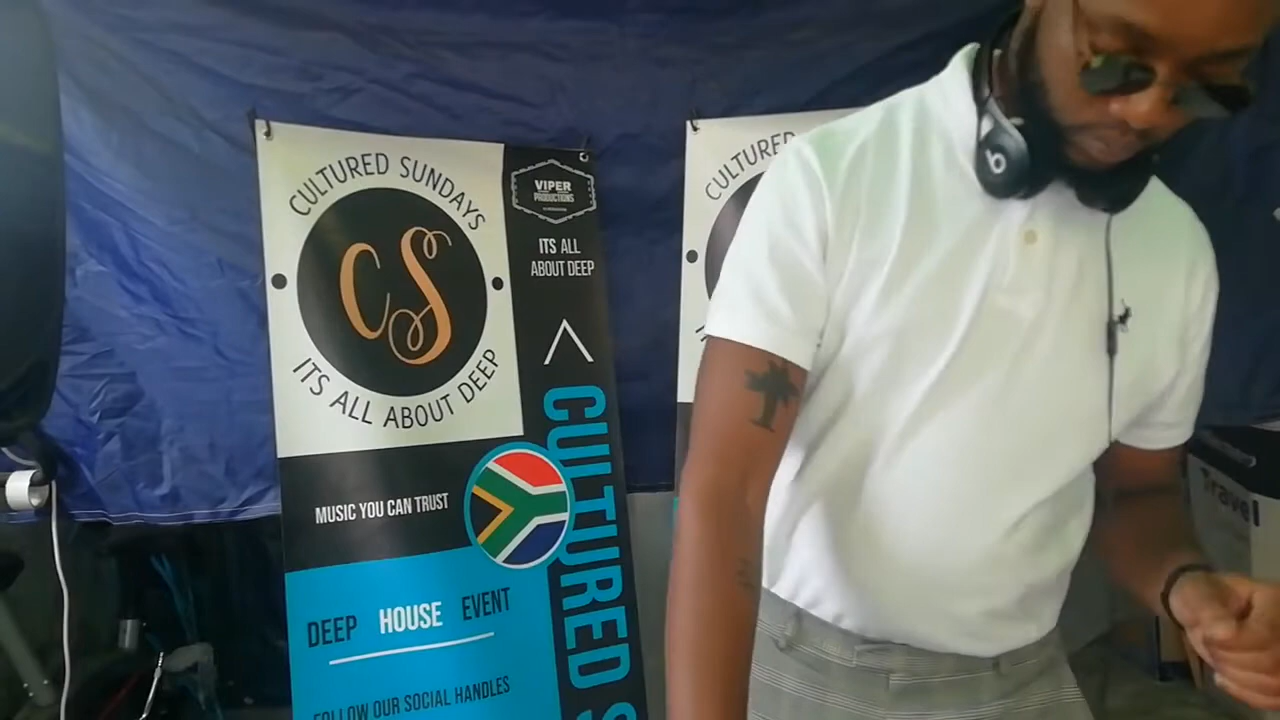 CULTURED SUNDAYS
CS
ITS ALL ABOUT DEEP
VIPER
PRODUCTIONS
ITS ALL
ABOUT DEEP
MUSIC YOU CAN TRUST
CULTURED S
DEEP HOUSE EVENT
FOLLOW OUR SOCIAL HANDLES
CULTURED
b
Travel